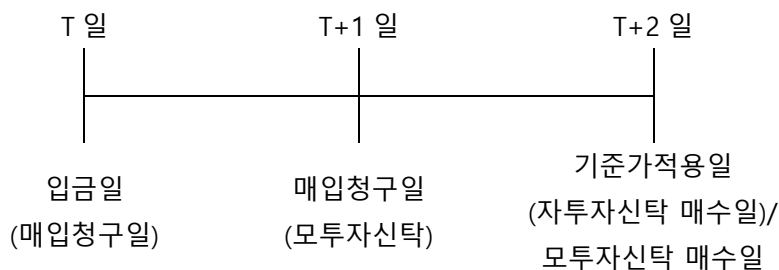 T 일
T+1 일
T+2 일
입금일
(매입청구일)
매입청구일
(모투자신탁)
기준가적용일
(자투자신탁 매수일)/
모투자신탁 매수일